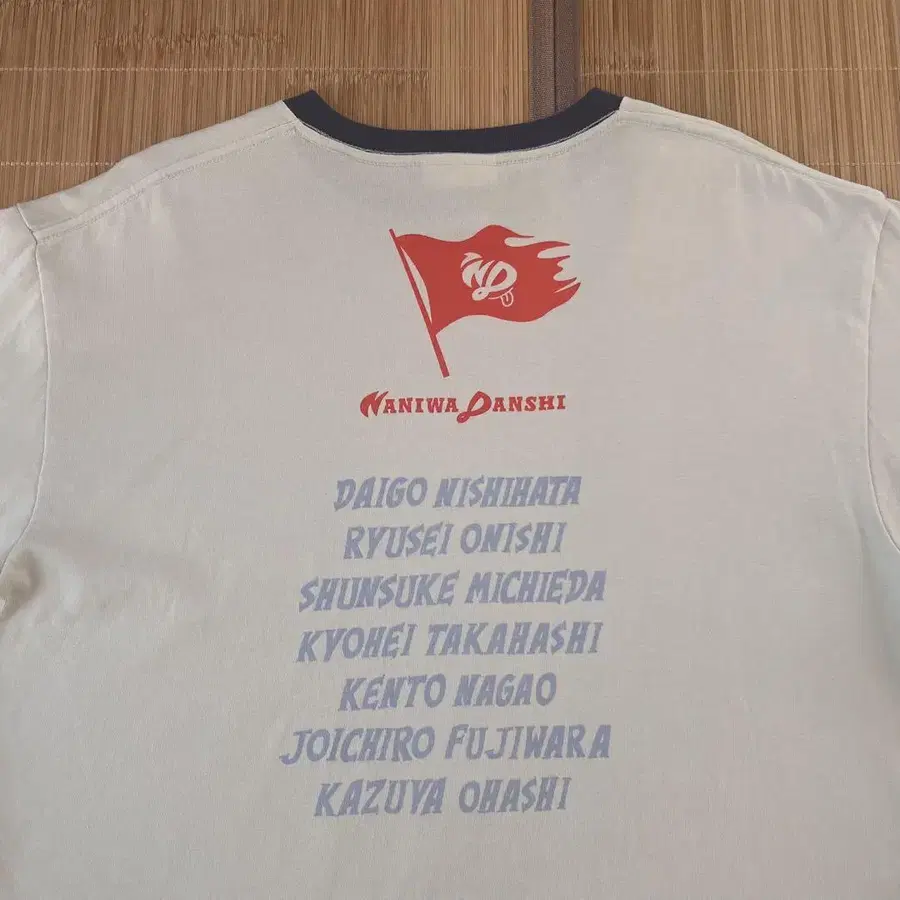 ND
NANIWA DANSHI
DAIGO NISHIHATA
RYUSEI ONISHI
SHUNSUKE MICHIEDA
KYOHEI TAKAHASHI
KENTO NAGAO
JOICHIRO FUJIWARA
KAZUYA OHASHI